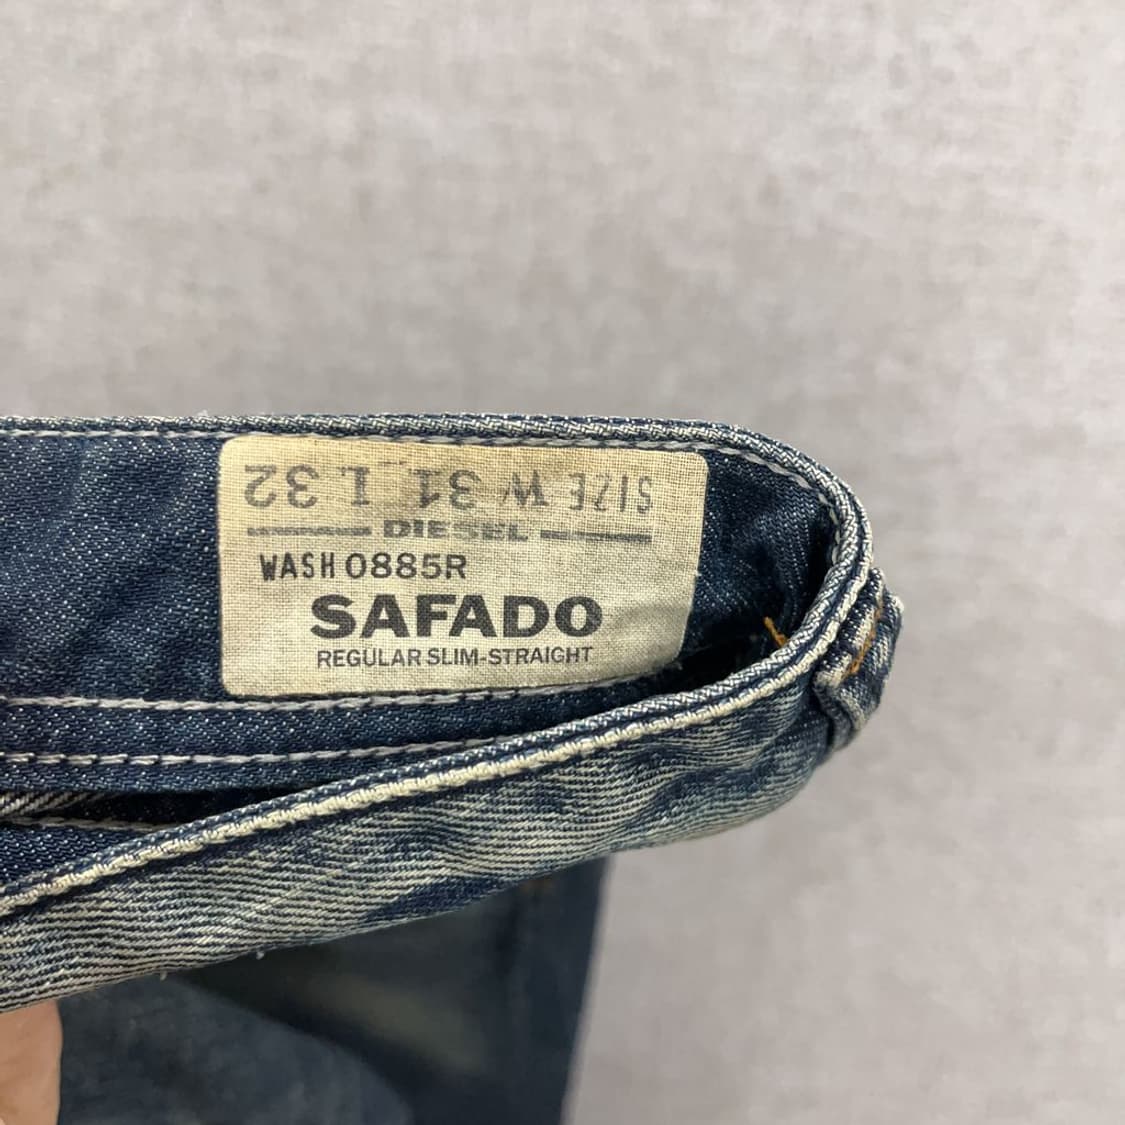 SIZE W 31 L 32
DIESEL
WASH 0885R
SAFADO
REGULAR SLIM-STRAIGHT